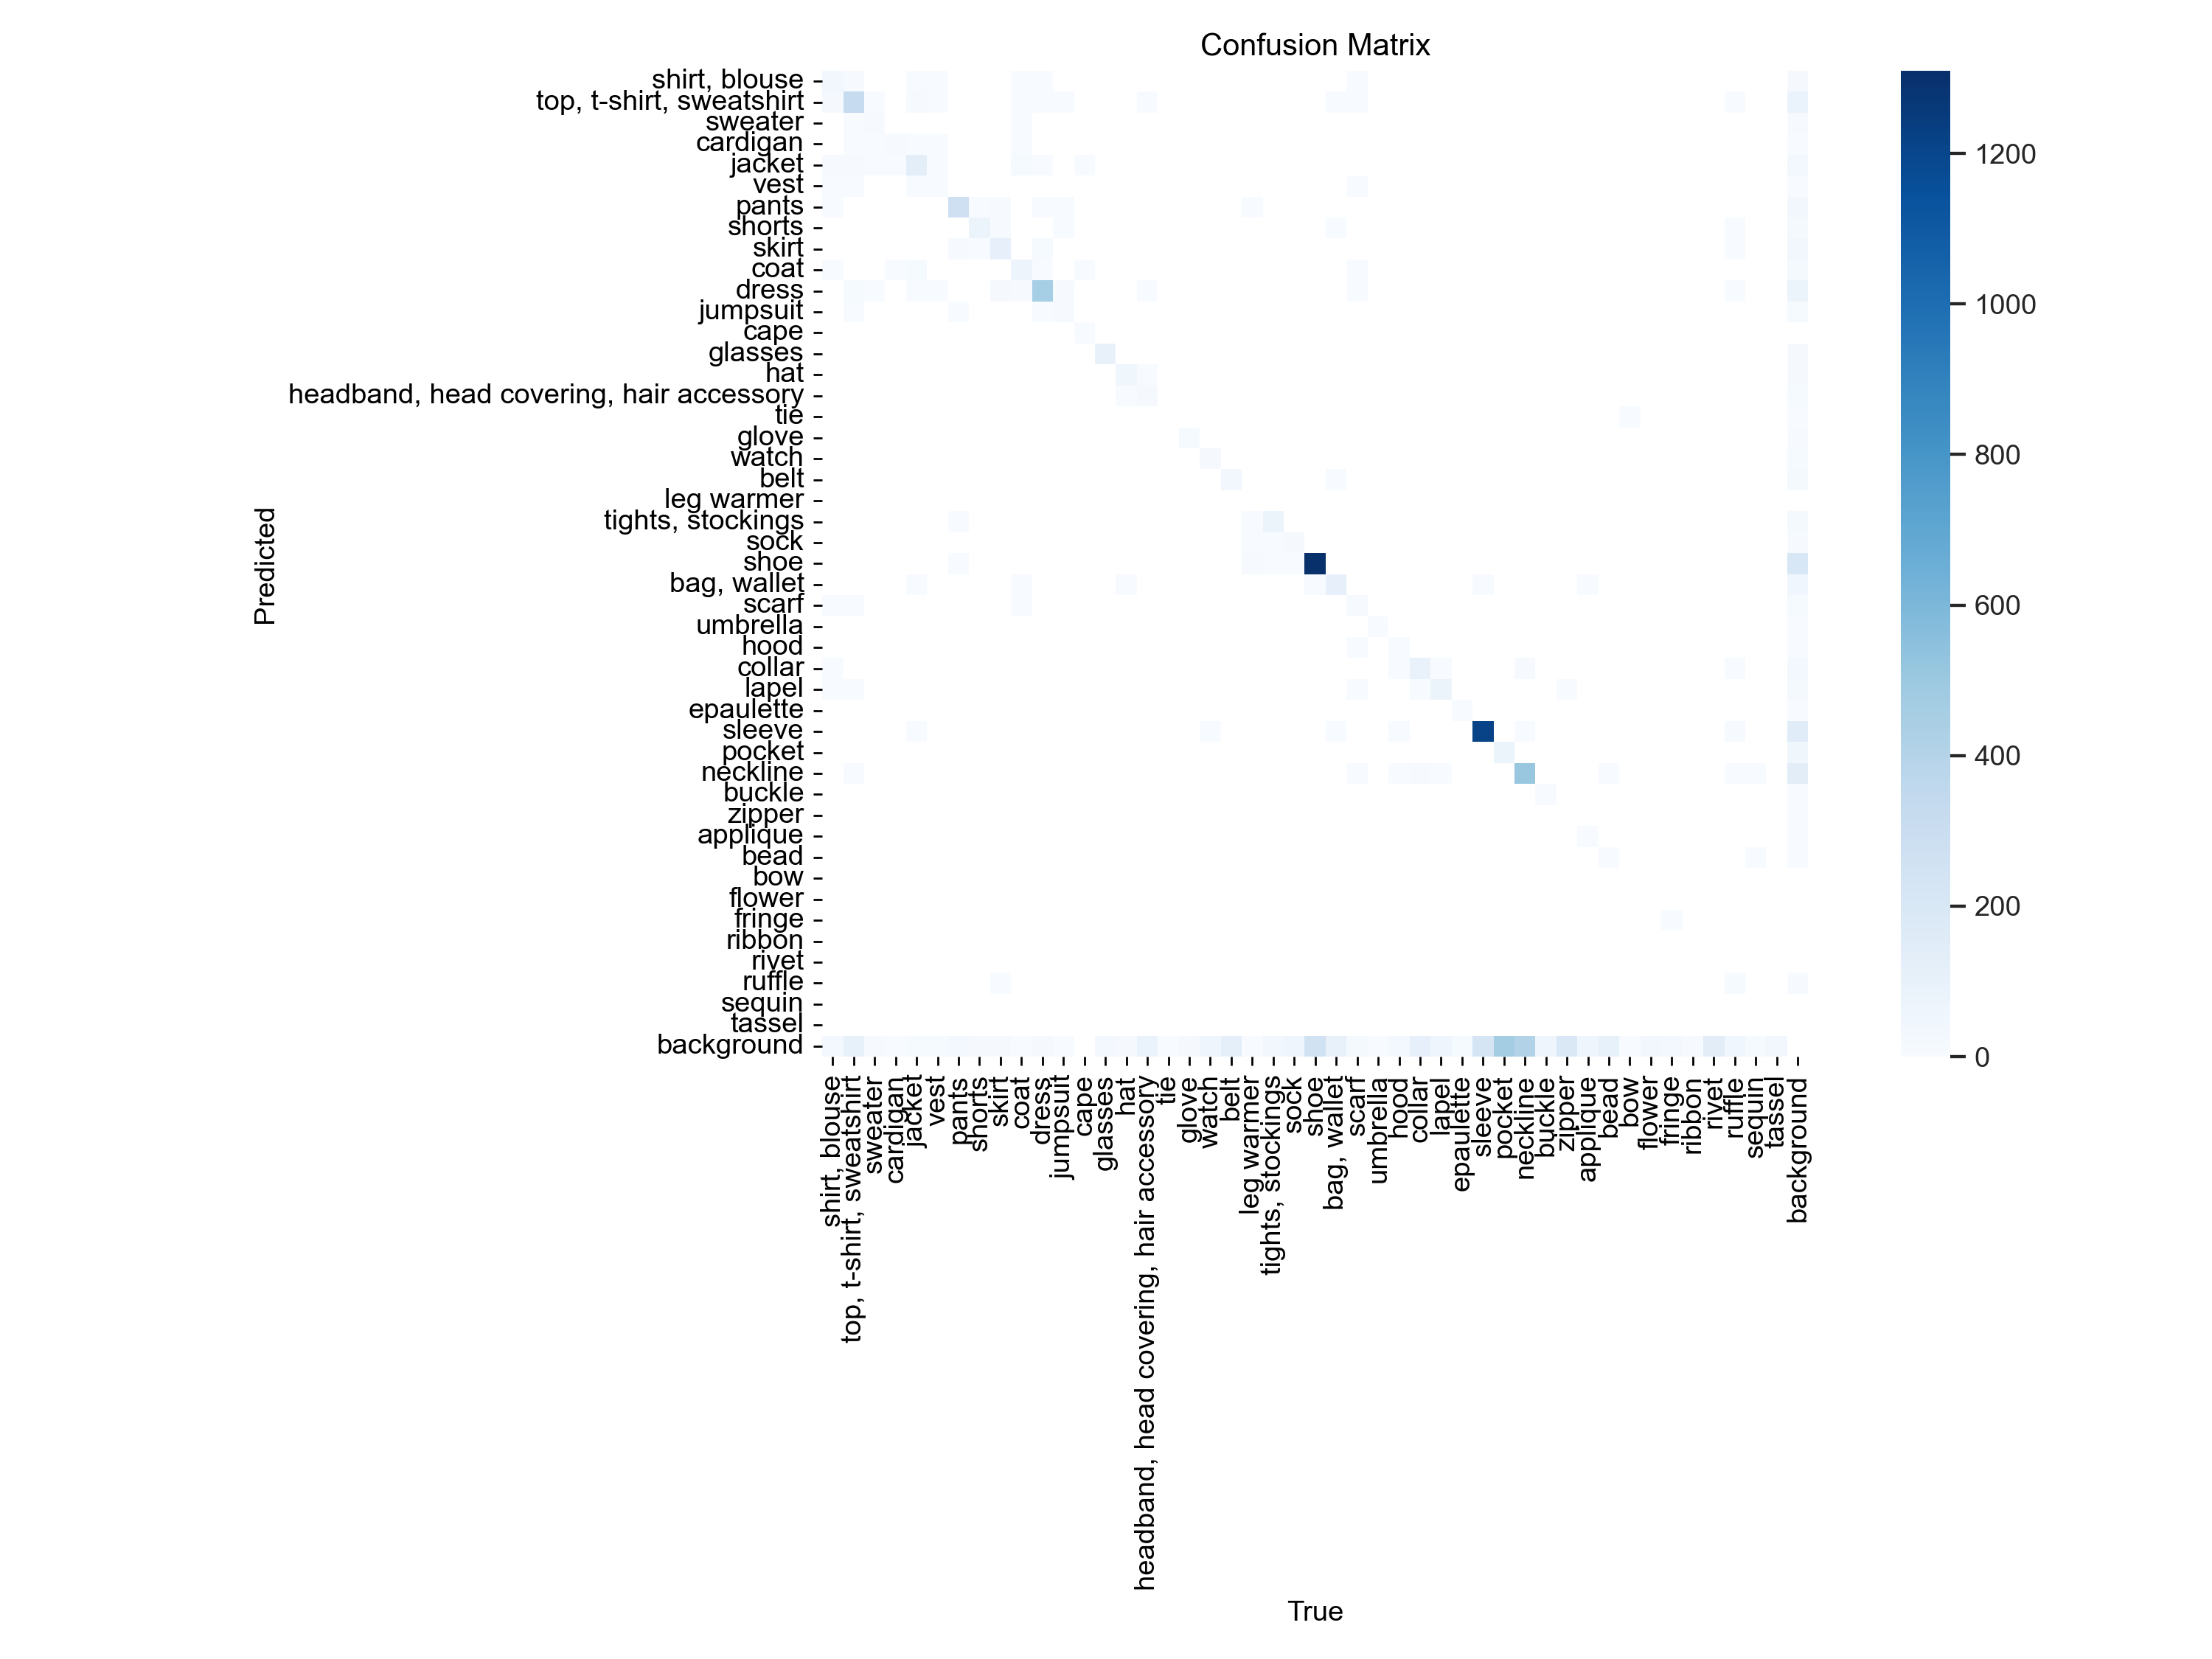 Confusion Matrix
shirt, blouse
top, t-shirt, sweatshirt
sweater
cardigan
jacket
vest
pants
shorts
skirt
coat
dress
jumpsuit
cape
glasses
hat
headband, head covering, hair accessory
tie
glove
watch
belt
leg warmer
tights, stockings
sock
shoe
bag, wallet
scarf
umbrella
hood
collar
lapel
epaulette
sleeve
pocket
neckline
buckle
zipper
applique
bead
bow
flower
fringe
ribbon
rivet
ruffle
sequin
tassel
background
Predicted
shirt, blouse
top, t-shirt, sweatshirt
sweater
cardigan
jacket
vest
pants
shorts
skirt
coat
dress
jumpsuit
cape
glasses
hat
headband, head covering, hair accessory
tie
glove
watch
belt
leg warmer
tights, stockings
sock
shoe
bag, wallet
scarf
umbrella
hood
collar
lapel
epaulette
sleeve
pocket
neckline
buckle
zipper
applique
bead
bow
flower
fringe
ribbon
rivet
ruffle
sequin
tassel
background
True
1200
1000
800
600
400
200
0